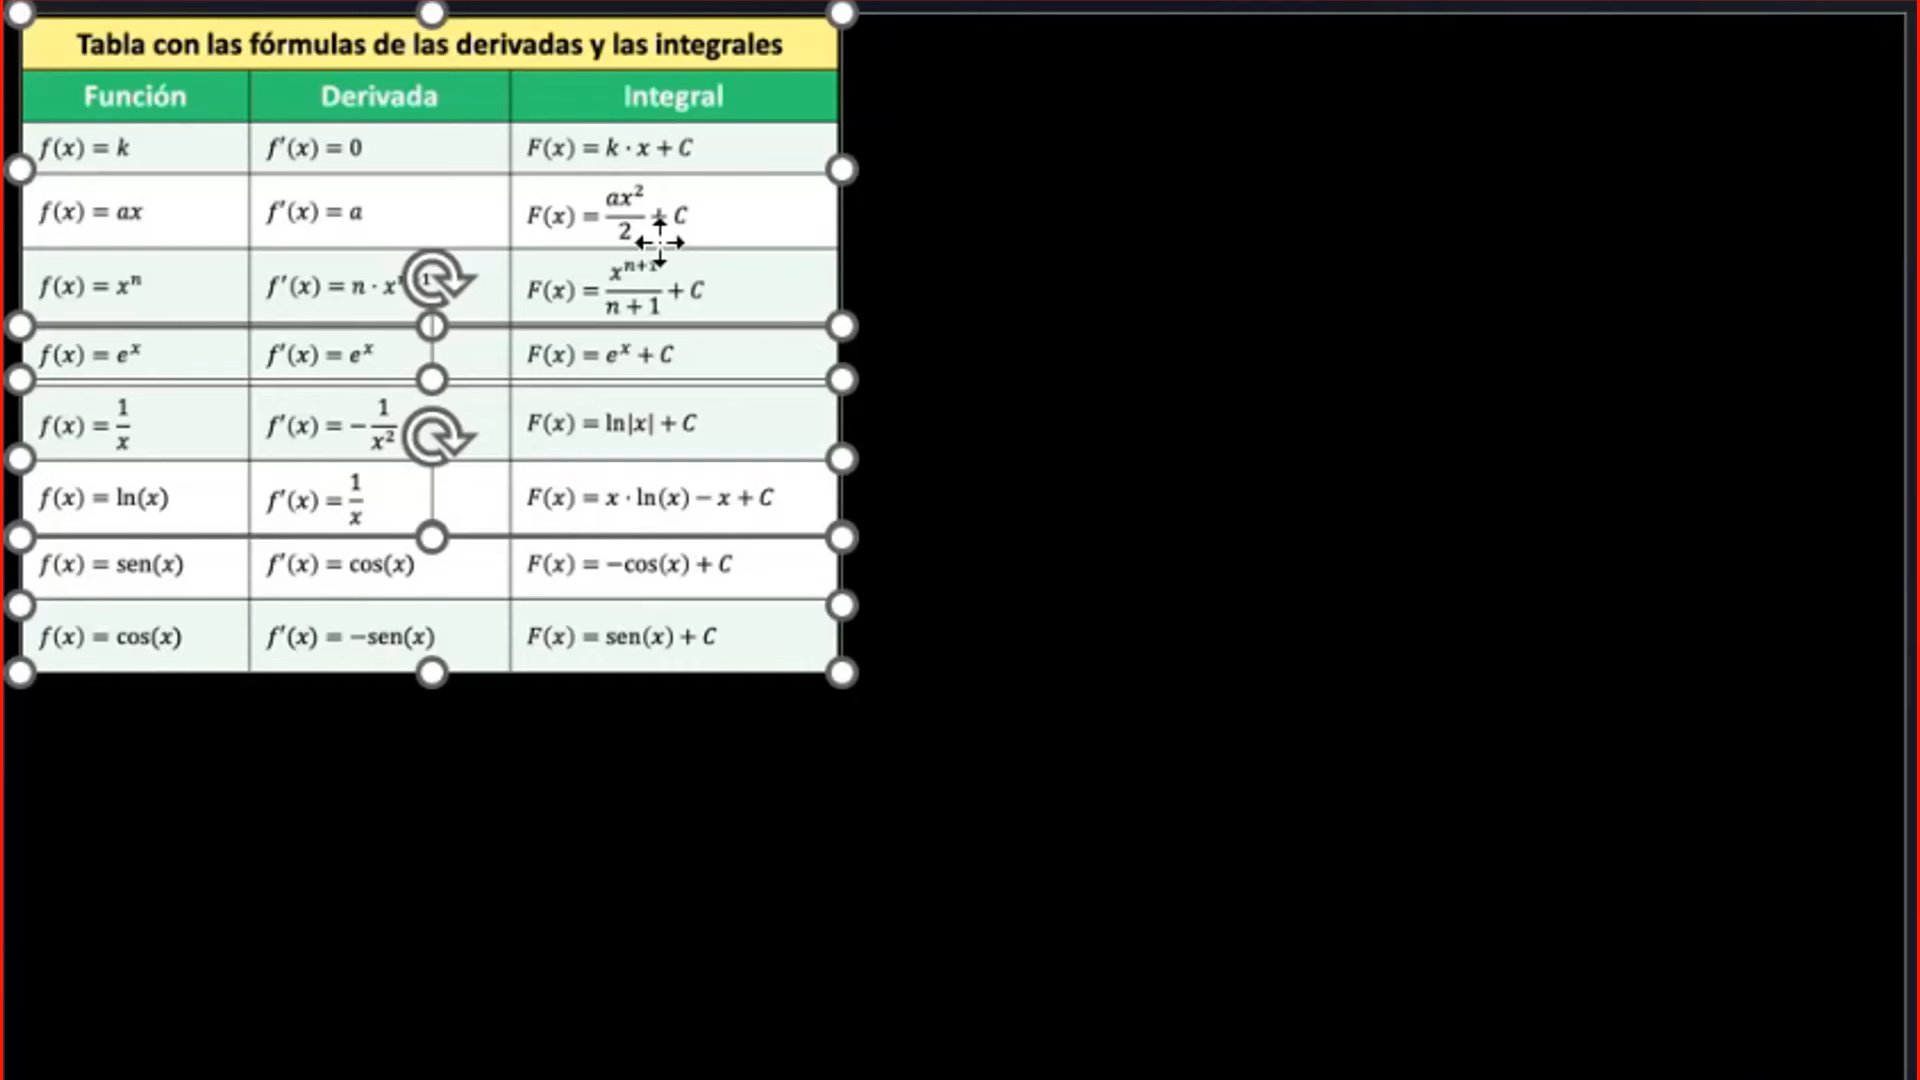 Tabla con las fórmulas de las derivadas y las integrales
Función Derivada Integral
f(x) = k f'(x) = 0 F(x) = k · x + C
f(x) = ax f'(x) = a F(x) = ax²/2 + C
f(x) = xⁿ f'(x) = n · x F(x) = xⁿ⁺¹/n + 1 + C
f(x) = eˣ f'(x) = eˣ F(x) = eˣ + C
f(x) = 1/x f'(x) = −1/x² F(x) = ln|x| + C
f(x) = ln(x) f'(x) = 1/x F(x) = x · ln(x) − x + C
f(x) = sen(x) f'(x) = cos(x) F(x) = −cos(x) + C
f(x) = cos(x) f'(x) = −sen(x) F(x) = sen(x) + C